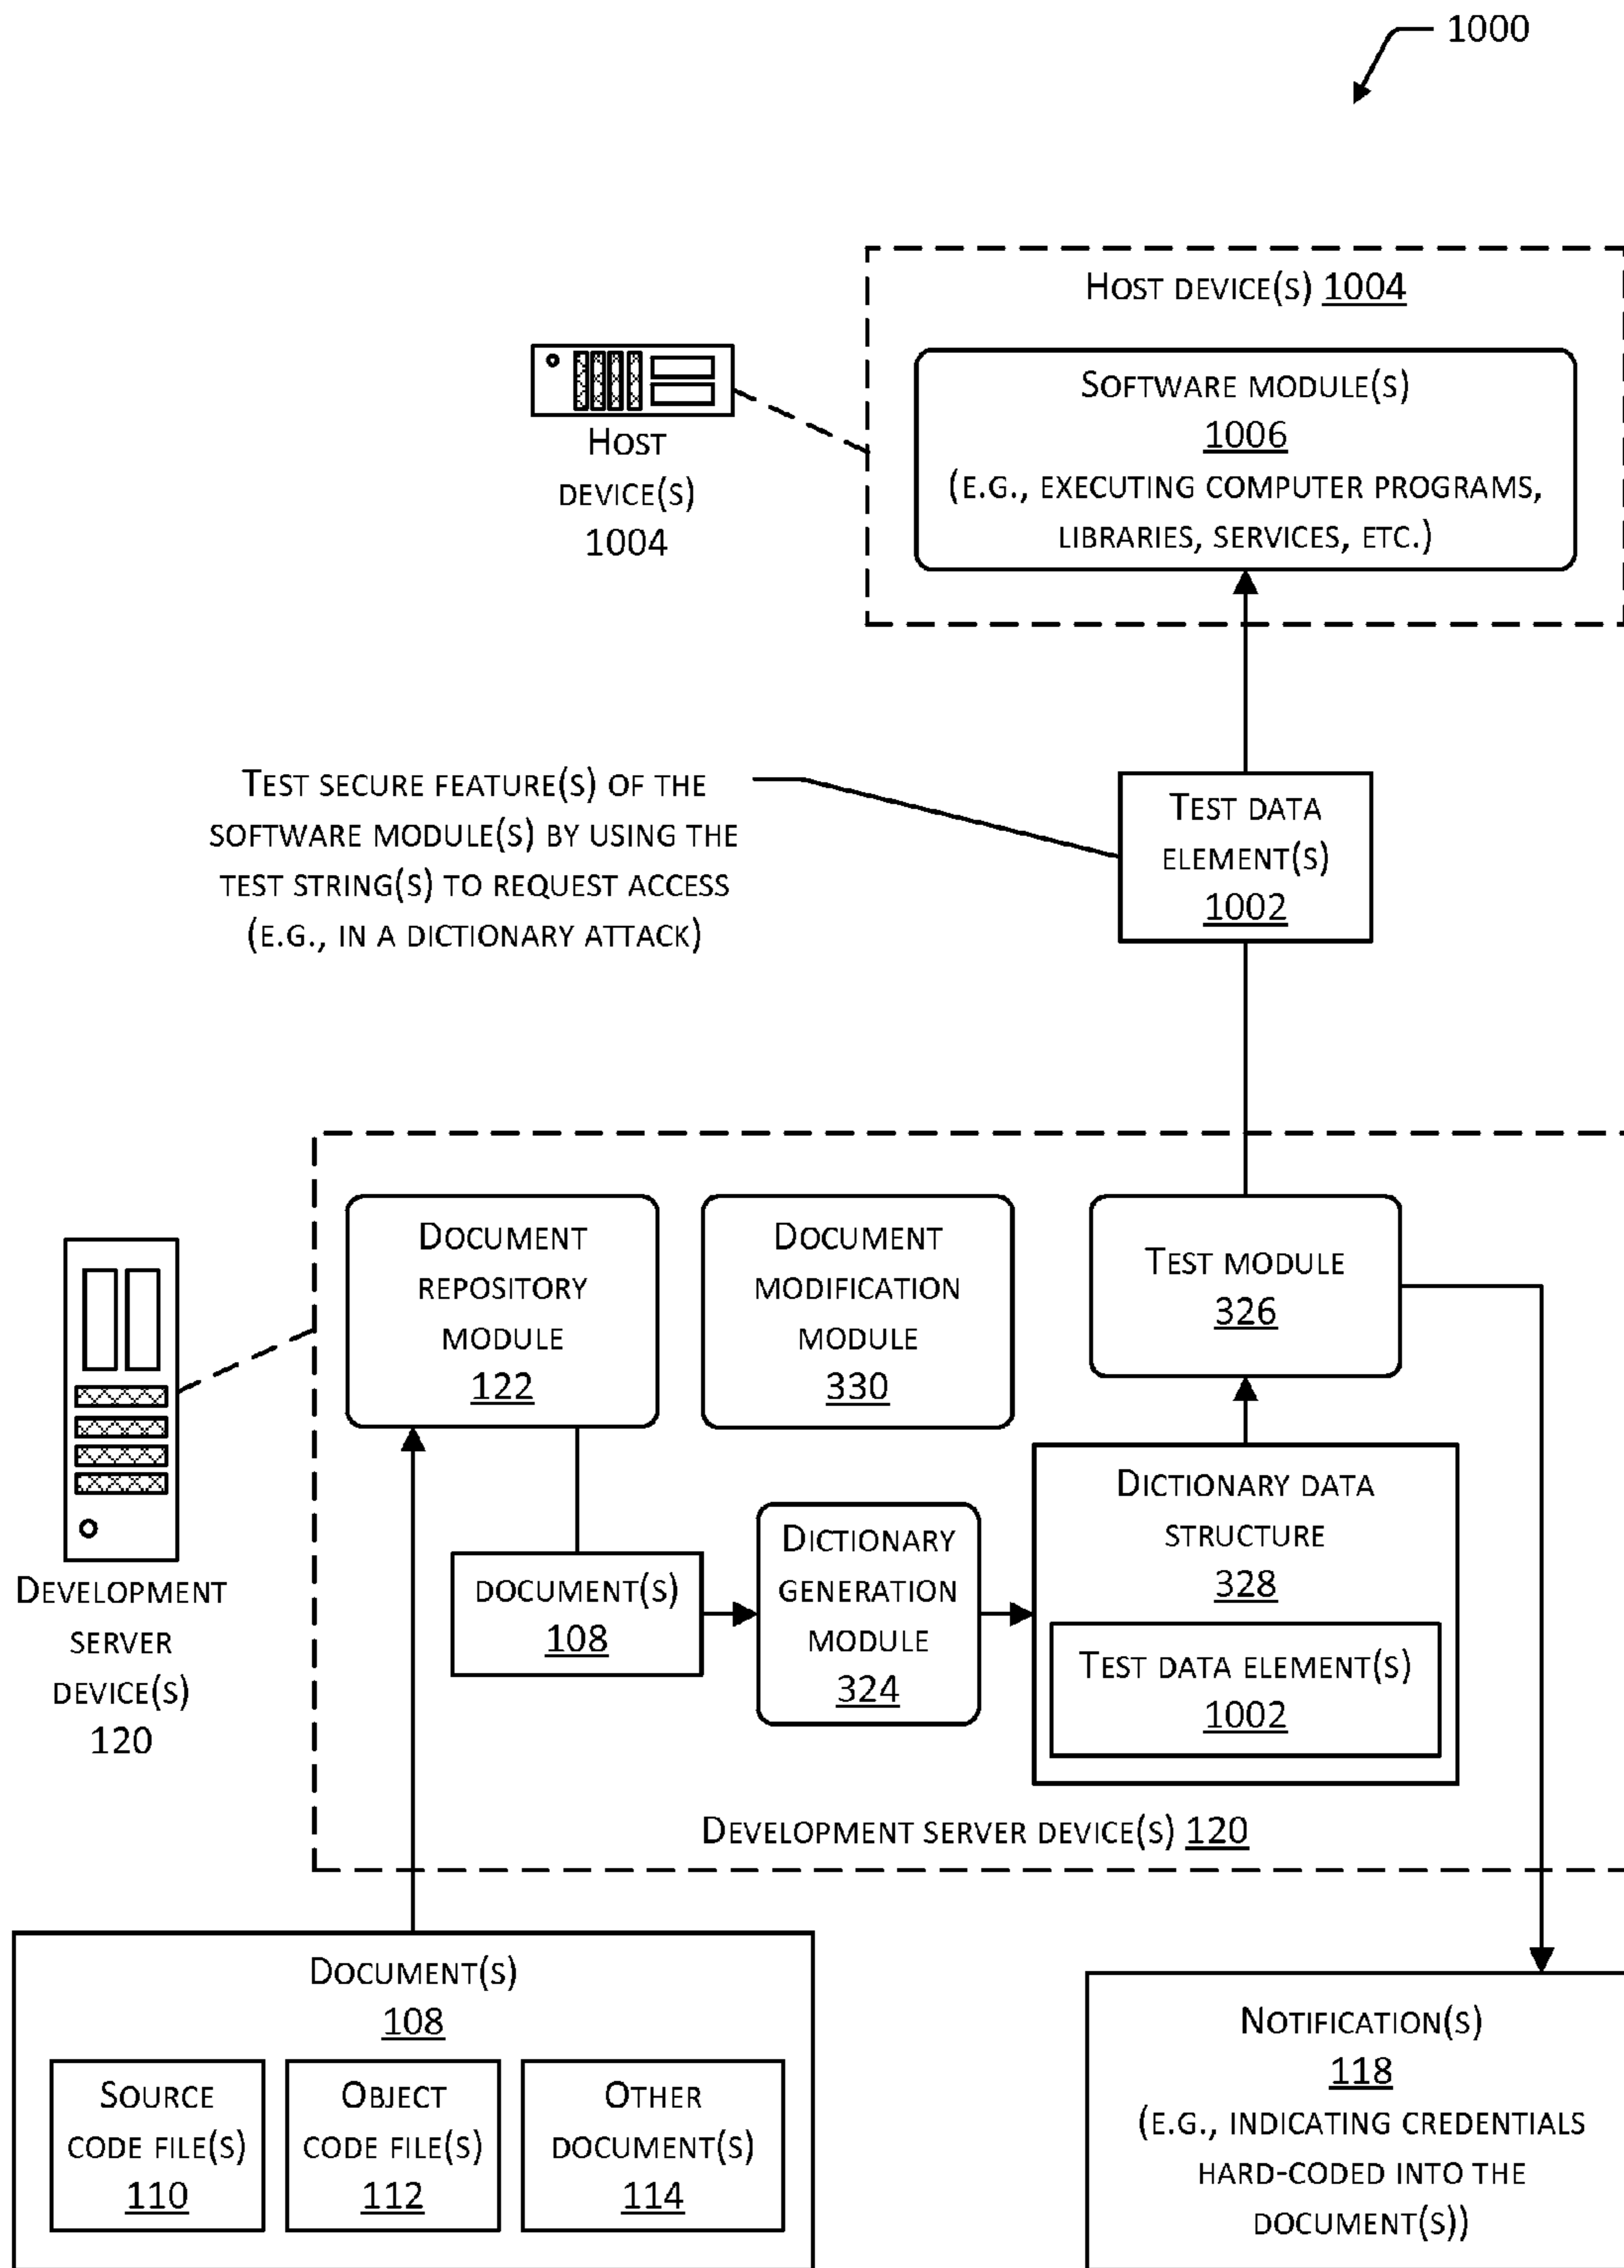 1000
Host device(s) 1004
Software module(s)
1006
(e.g., executing computer programs,
libraries, services, etc.)
Host
device(s)
1004
Test secure feature(s) of the
software module(s) by using the
test string(s) to request access
(e.g., in a dictionary attack)
Test data
element(s)
1002
Document
repository
module
122
Document
modification
module
330
Test module
326
Dictionary data
structure
328
Test data element(s)
1002
document(s)
108
Dictionary
generation
module
324
Development
server
device(s)
120
Development server device(s) 120
Document(s)
108
Source
code file(s)
110
Object
code file(s)
112
Other
document(s)
114
Notification(s)
118
(e.g., indicating credentials
hard-coded into the
document(s))